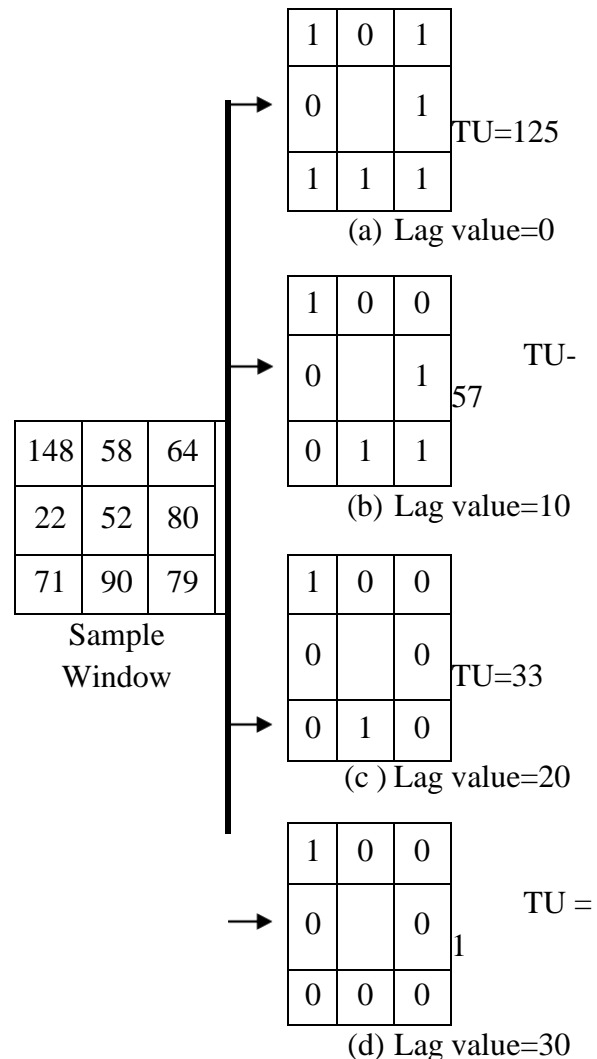 148 58 64
22 52 80
71 90 79
Sample
Window
1 0 1
0 1
TU=125
1 1 1
(a) Lag value=0
1 0 0
TU-
0 1
57
0 1 1
(b) Lag value=10
1 0 0
0 0
TU=33
0 1 0
(c ) Lag value=20
1 0 0
TU =
0 0
1
0 0 0
(d) Lag value=30